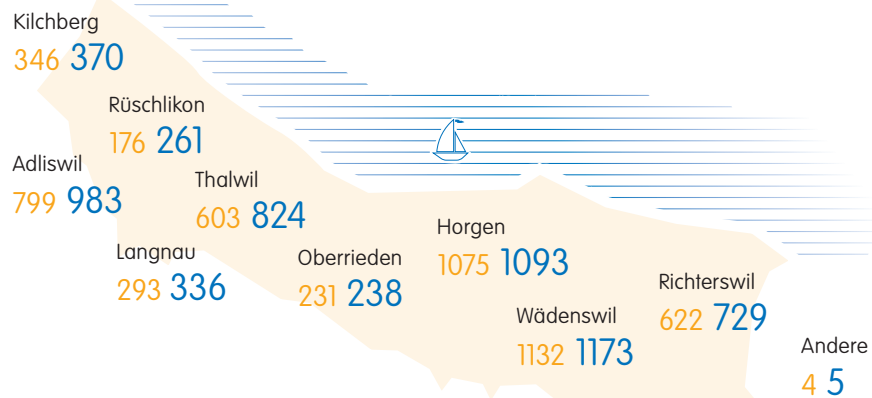 Kilchberg
346 370
Rüschlikon
176 261
Adliswil
799 983
Thalwil
603 824
Langnau
293 336
Oberrieden
231 238
Horgen
1075 1093
Richterswil
622 729
Wädenswil
1132 1173
Andere
4 5